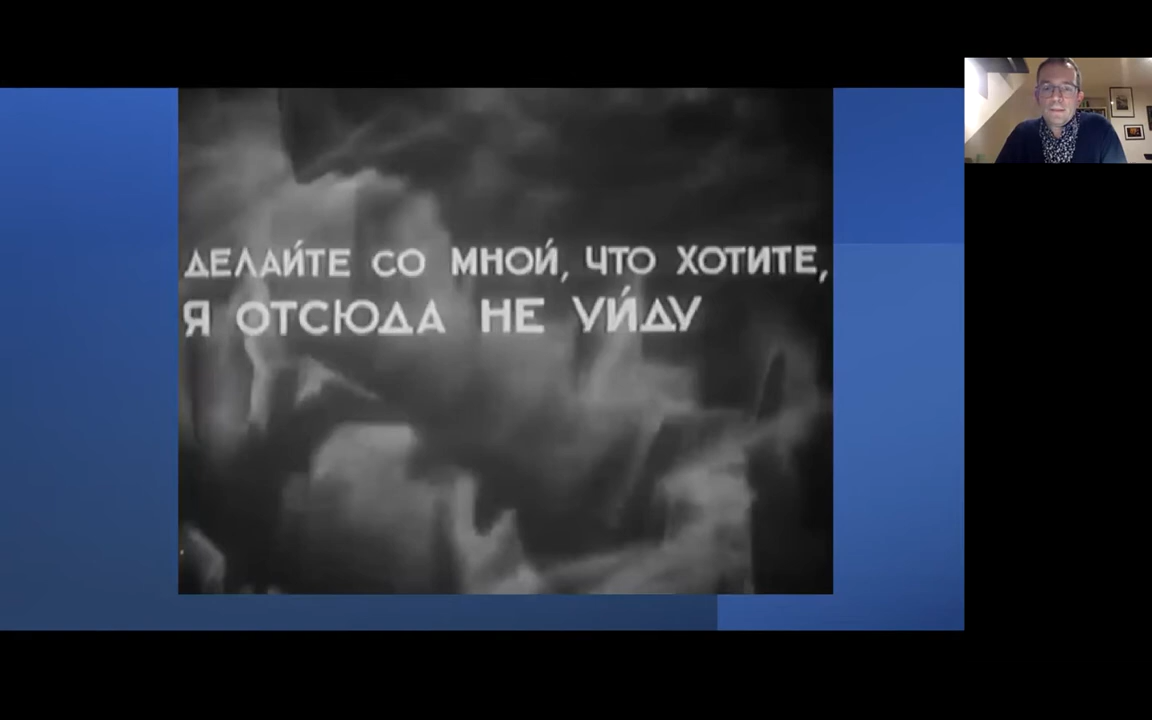 ДЕЛАЙТЕ СО МНОЙ, ЧТО ХОТИТЕ,
Я ОТСЮДА НЕ УЙДУ